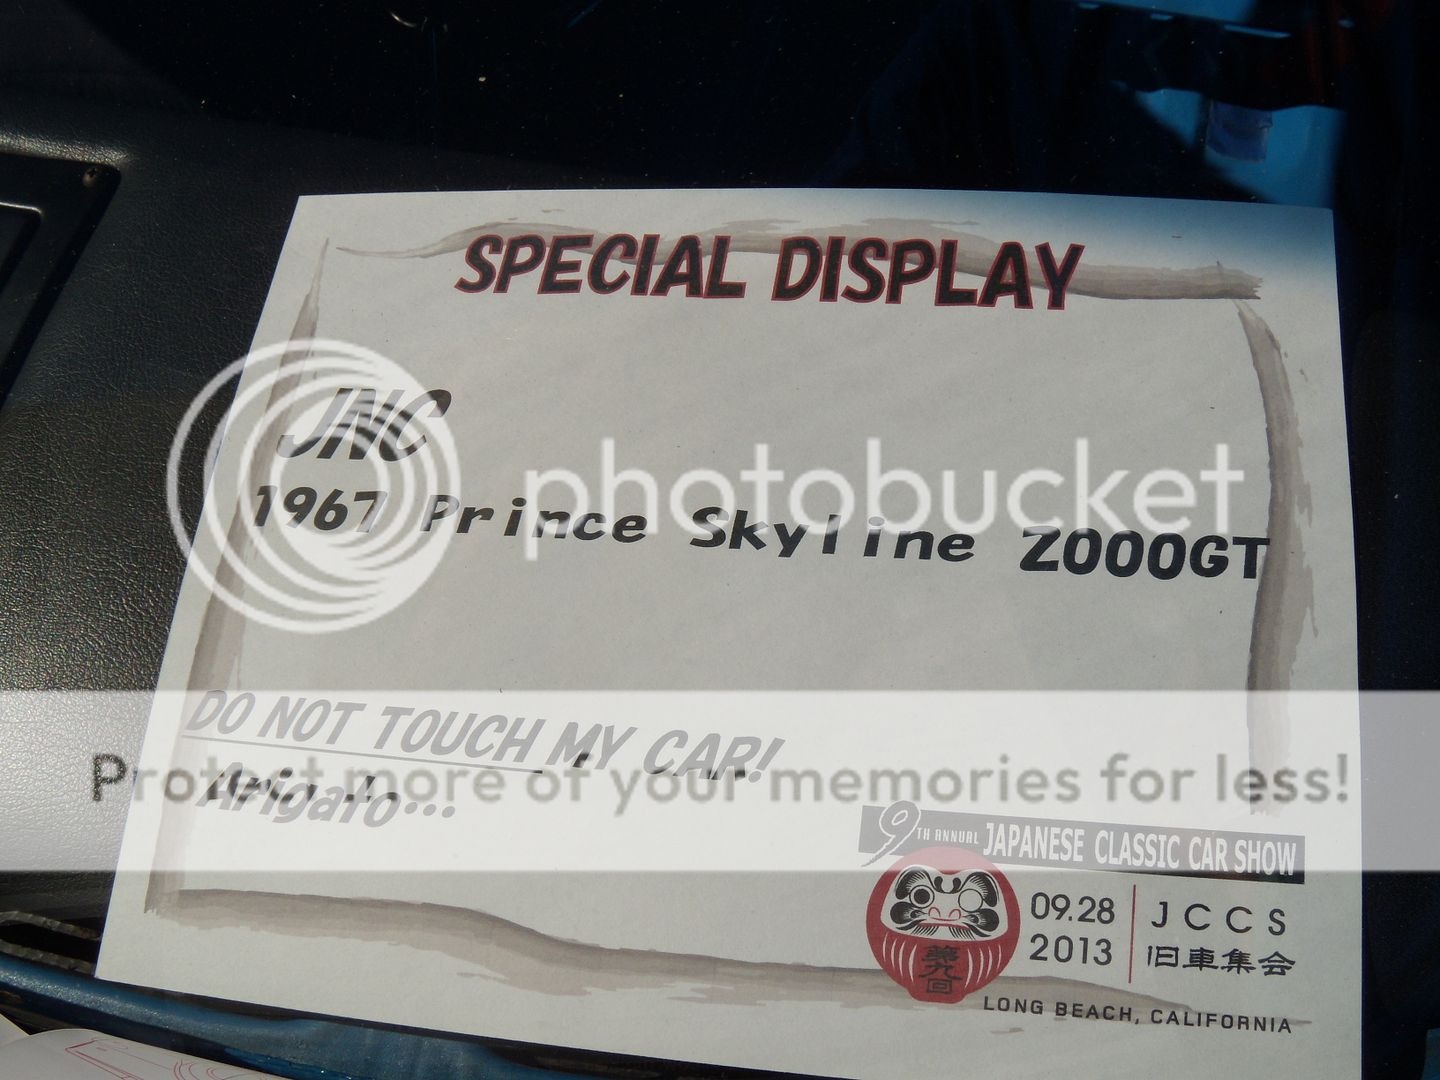 SPECIAL DISPLAY
JNC
photobucket
1967 Prince Skyline 2000GT
DO NOT TOUCH MY CAR!
Protect more of your memories for less!
Arigato...
9TH ANNUAL JAPANESE CLASSIC CAR SHOW
09.28
2013
JCCS
旧車集会
第九回
LONG BEACH, CALIFORNIA